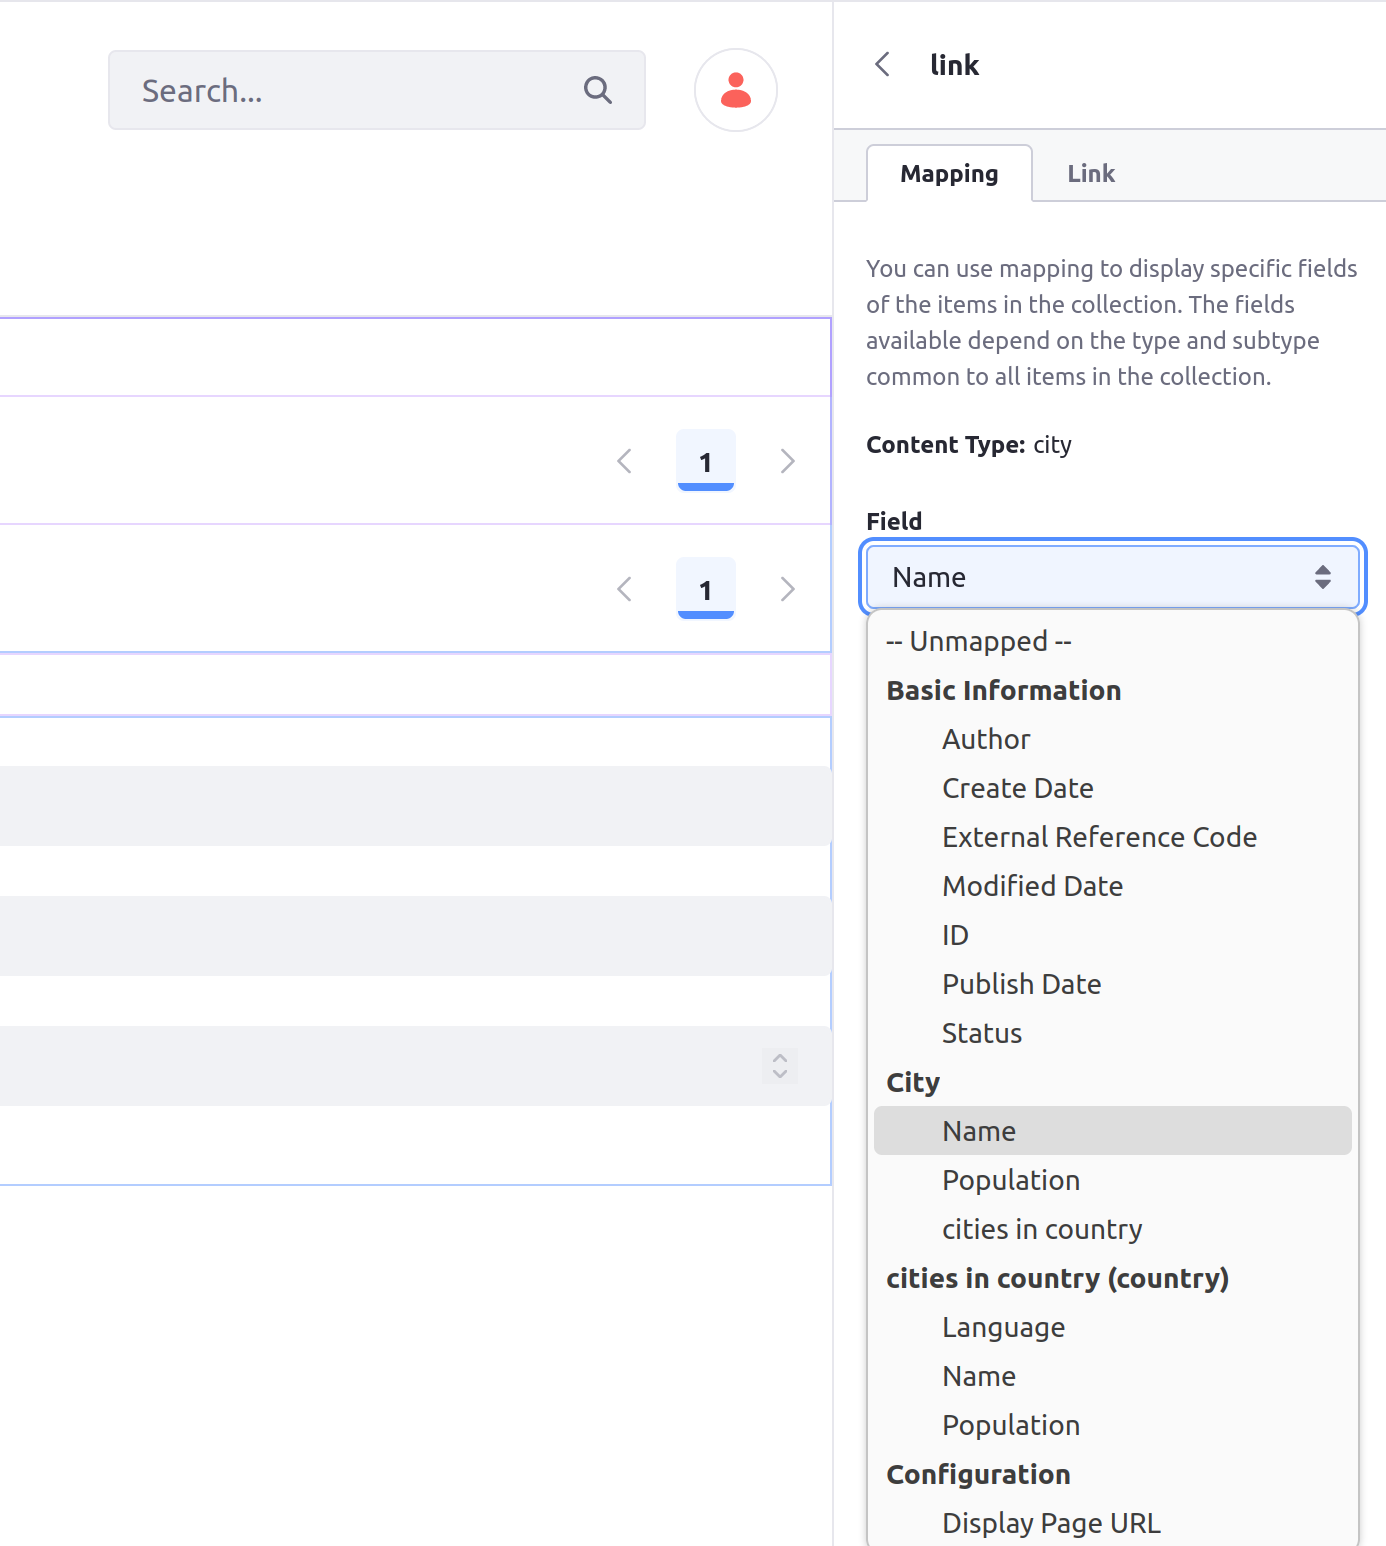 Search...
link
Mapping
Link
You can use mapping to display specific fields
of the items in the collection. The fields
available depend on the type and subtype
common to all items in the collection.
Content Type: city
1
1
Field
Name
-- Unmapped --
Basic Information
Author
Create Date
External Reference Code
Modified Date
ID
Publish Date
Status
City
Name
Population
cities in country
cities in country (country)
Language
Name
Population
Configuration
Display Page URL